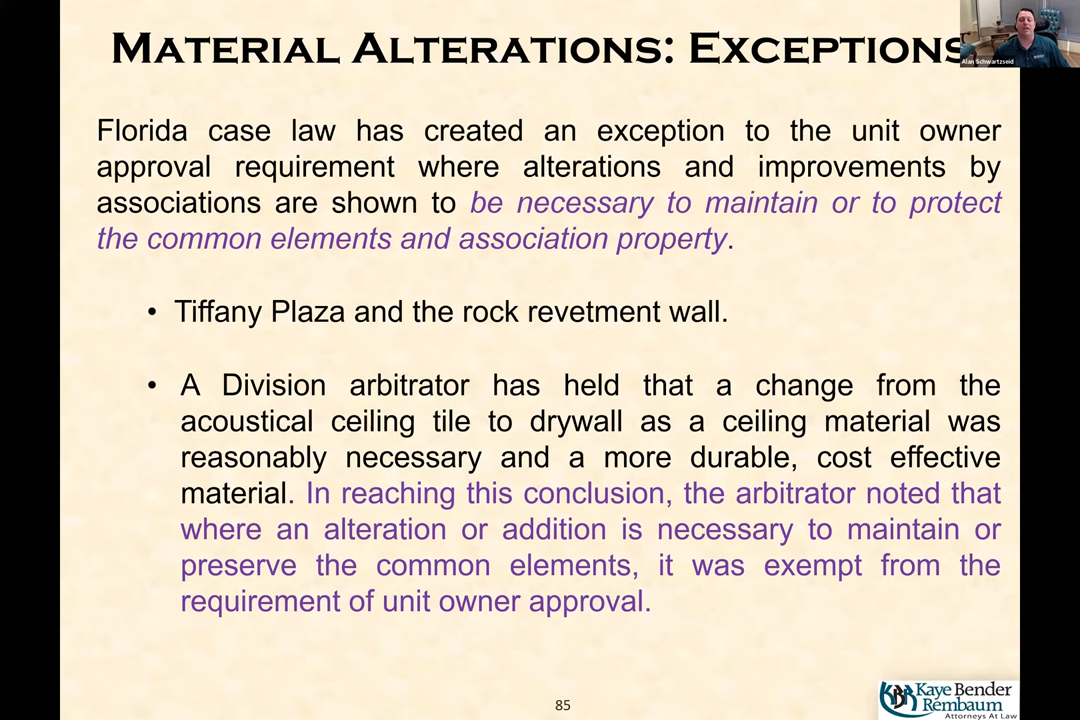 MATERIAL ALTERATIONS: EXCEPTIONS
Alan Schwartzseid
Florida case law has created an exception to the unit owner
approval requirement where alterations and improvements by
associations are shown to be necessary to maintain or to protect
the common elements and association property.
• Tiffany Plaza and the rock revetment wall.
• A Division arbitrator has held that a change from the
acoustical ceiling tile to drywall as a ceiling material was
reasonably necessary and a more durable, cost effective
material. In reaching this conclusion, the arbitrator noted that
where an alteration or addition is necessary to maintain or
preserve the common elements, it was exempt from the
requirement of unit owner approval.
85
KBR Kaye Bender
Rembaum
Attorneys At Law